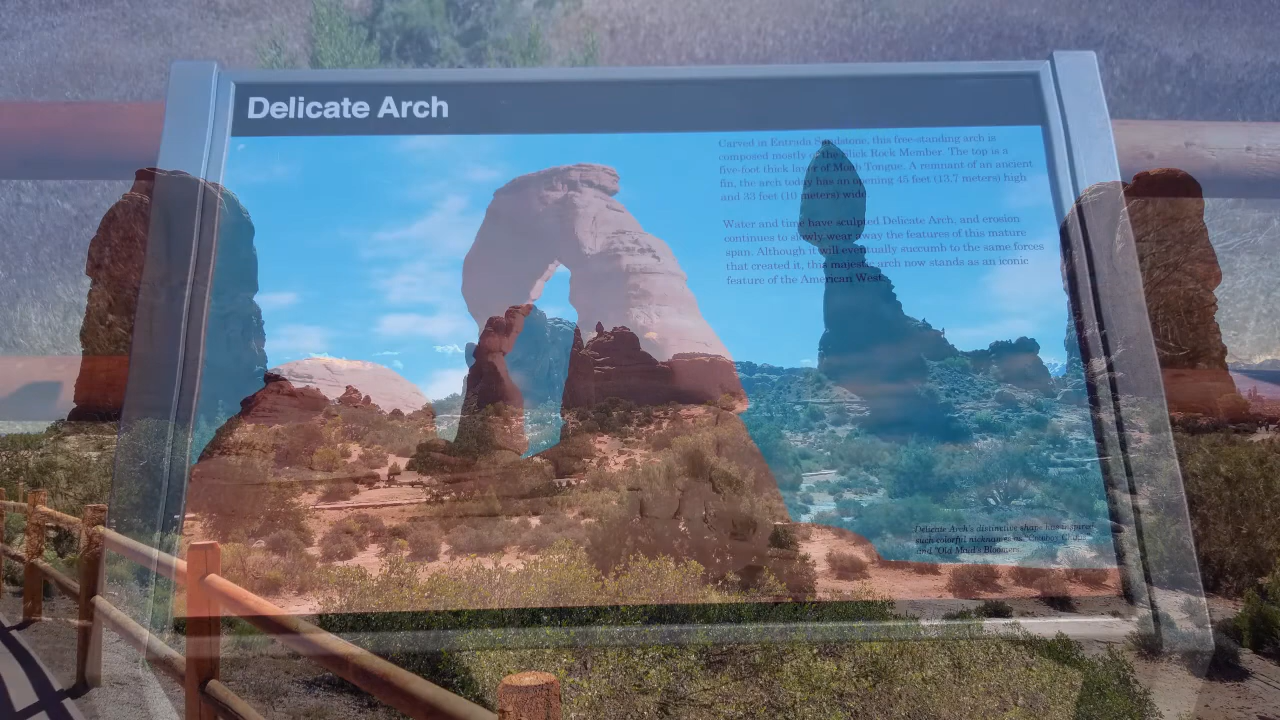 Delicate Arch
Carved in Entrada Sandstone, this free-standing arch is
composed mostly of the Slick Rock Member. The top is a
five-foot thick layer of Moab Tongue. A remnant of an ancient
fin, the arch today has an opening 45 feet (13.7 meters) high
and 33 feet (10 meters) wide.
Water and time have sculpted Delicate Arch, and erosion
continues to slowly wear away the features of this mature
span. Although it will eventually succumb to the same forces
that created it, this majestic arch now stands as an iconic
feature of the American West.
Delicate Arch's distinctive shape has inspired
such colorful nicknames as
and "Old Maid's Bloomers."